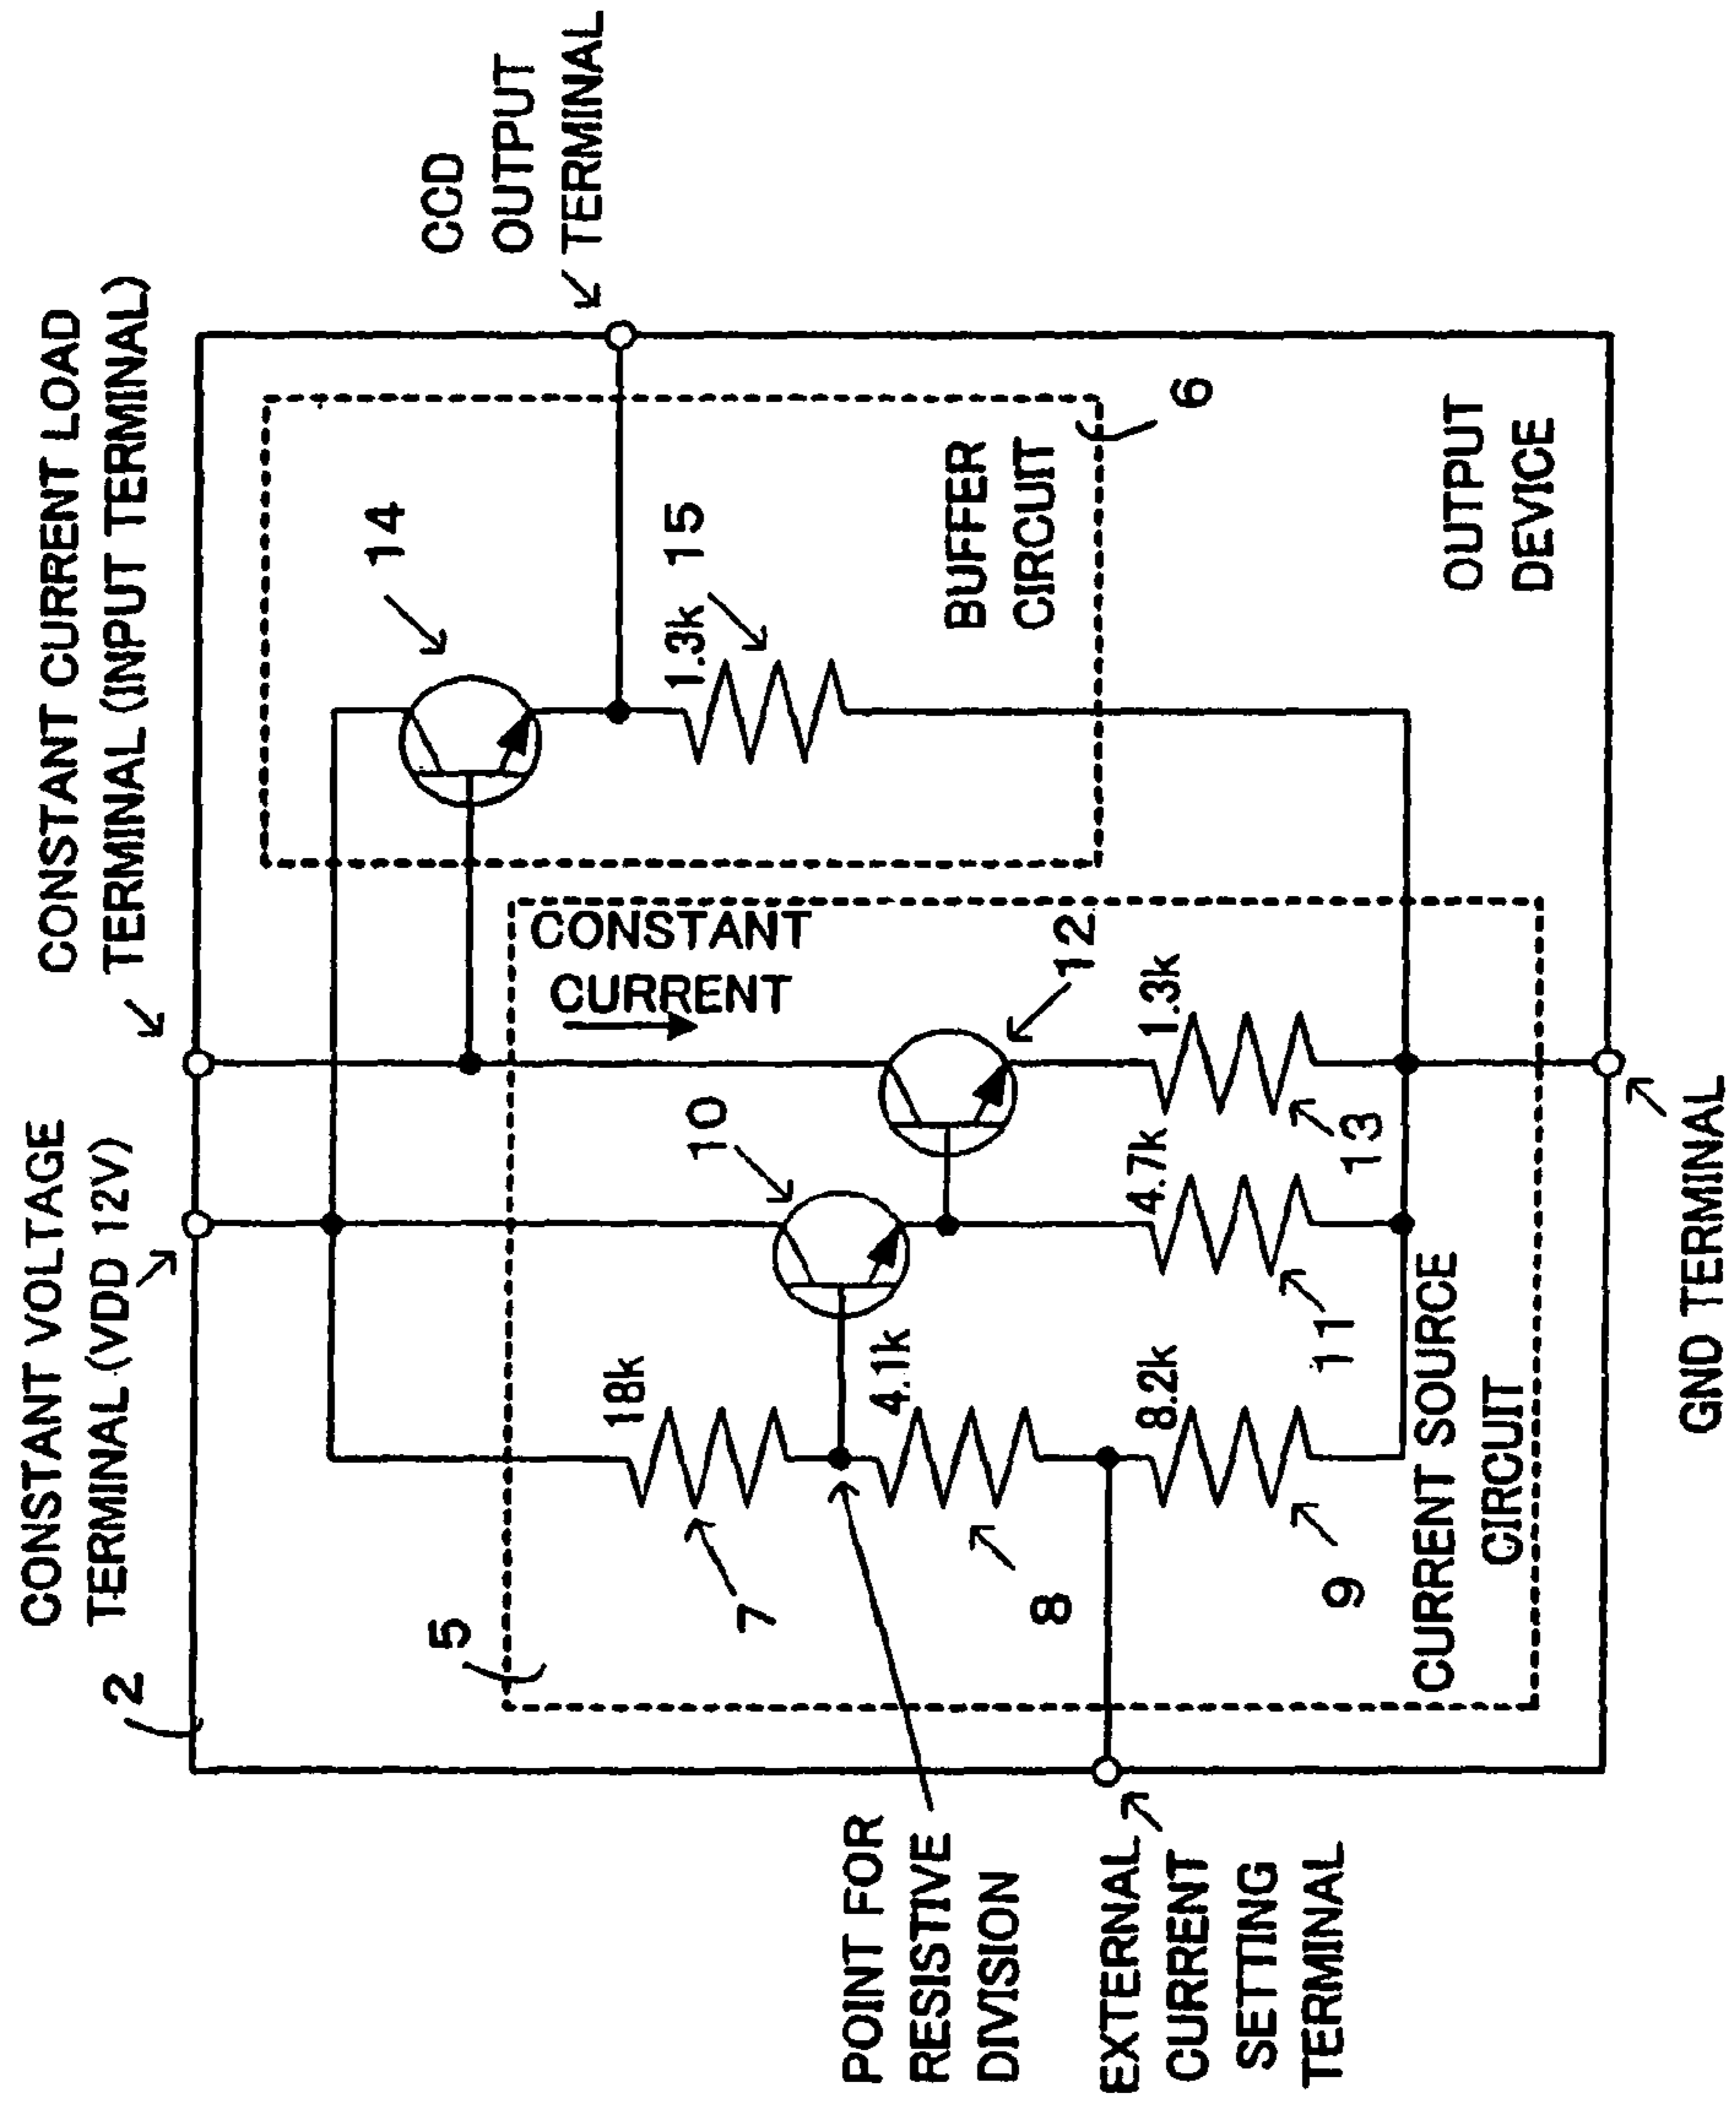 CONSTANT VOLTAGE
TERMINAL (VDD 12V)
CONSTANT CURRENT LOAD
TERMINAL (INPUT TERMINAL)
2
5
CONSTANT
CURRENT
14
CCD
OUTPUT
TERMINAL
7
18k
10
1.3k
15
POINT FOR
RESISTIVE
DIVISION
8
4.1k
12
BUFFER
CIRCUIT
6
EXTERNAL
CURRENT
SETTING
TERMINAL
9
8.2k
11
4.7k
13
1.3k
CURRENT SOURCE
CIRCUIT
OUTPUT
DEVICE
GND TERMINAL